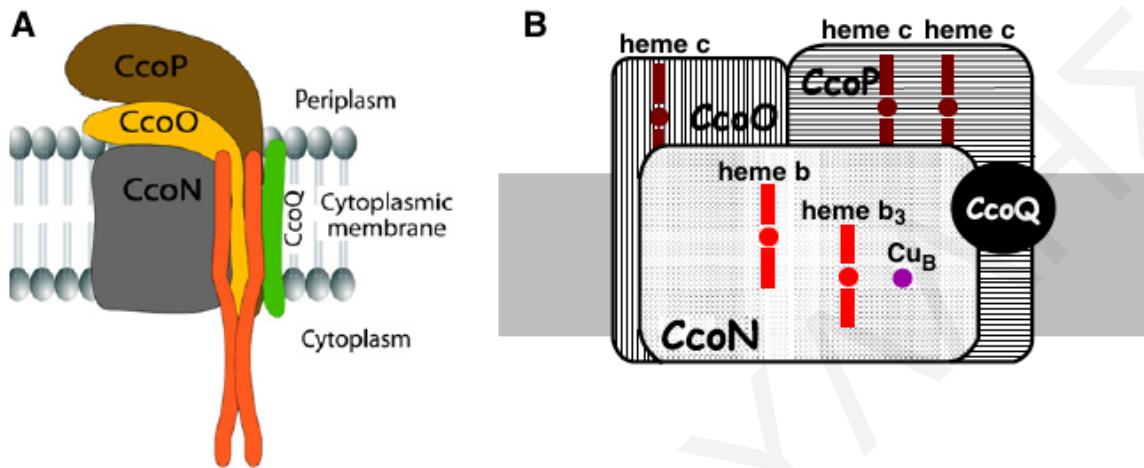 A
CcoP
CcoO
CcoN
CcoQ
Periplasm
Cytoplasmic
membrane
Cytoplasm
B
heme c
heme c heme c
CcoO
CcoP
heme b
heme b3
CuB
CcoQ
CcoN